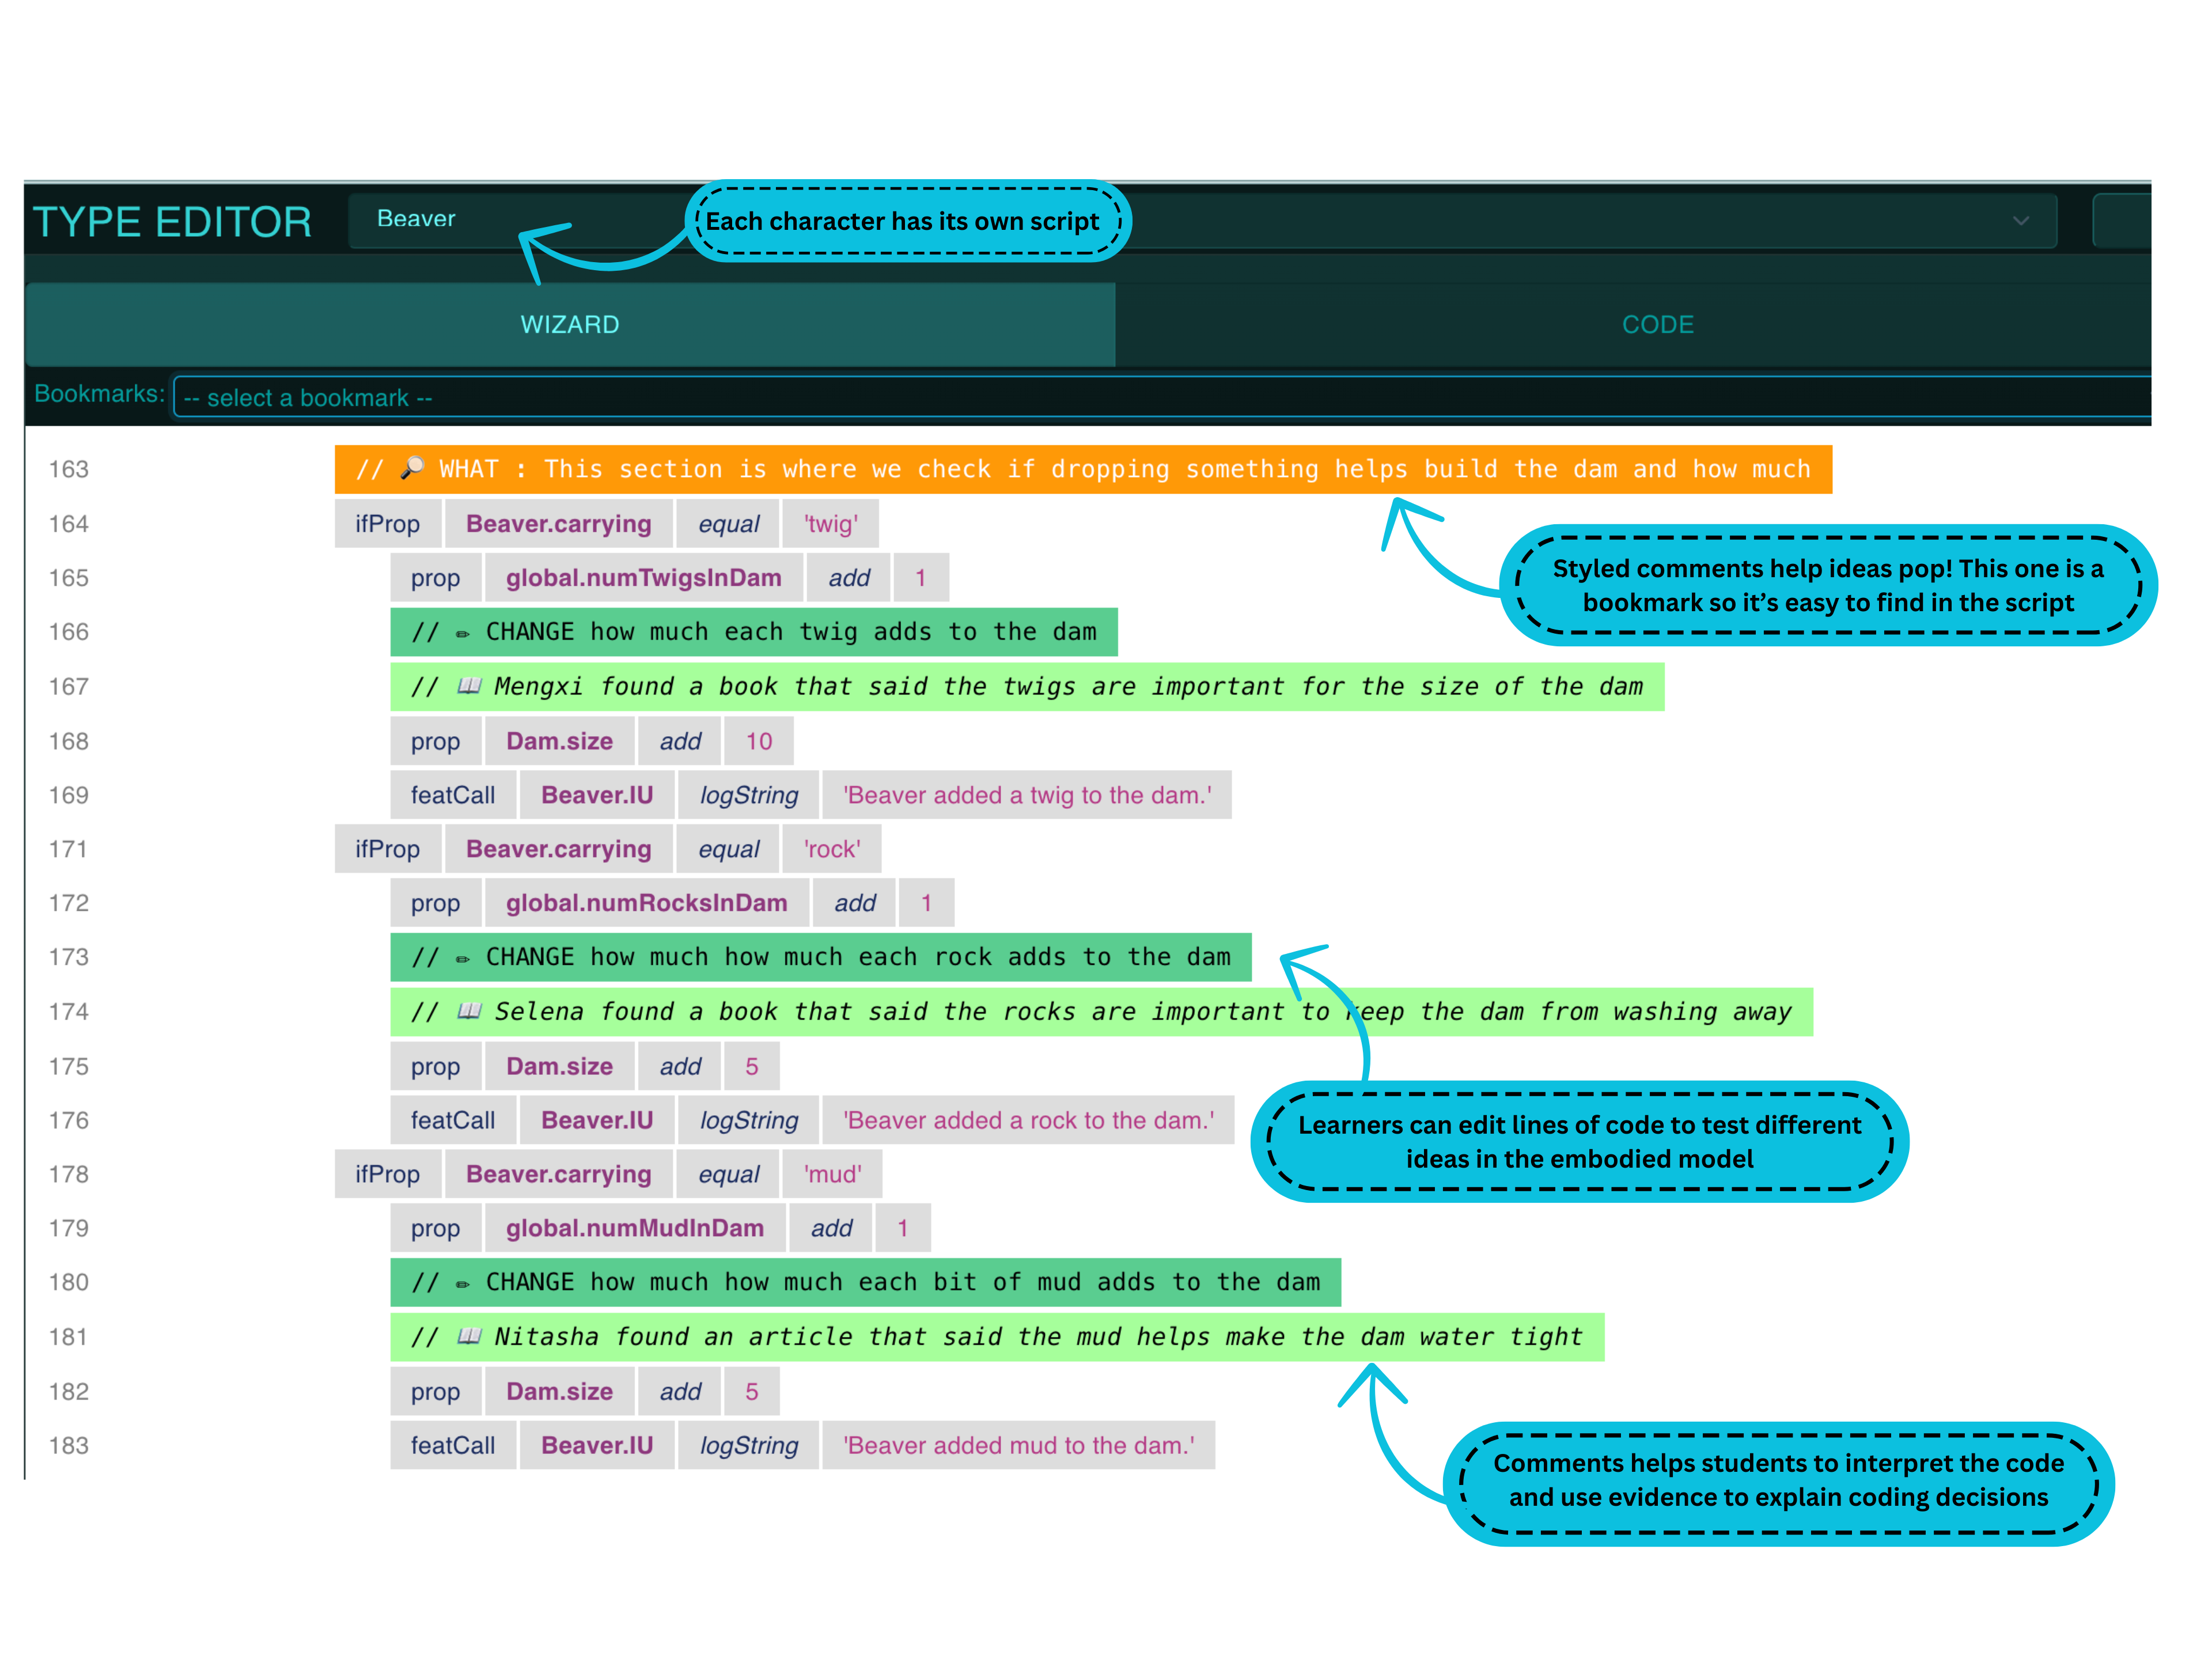 TYPE EDITOR
Beaver
Each character has its own script
WIZARD
CODE
Bookmarks:
-- select a bookmark --
163 // 🔎 WHAT : This section is where we check if dropping something helps build the dam and how much
164 ifProp Beaver.carrying equal 'twig'
Styled comments help ideas pop! This one is a
bookmark so it's easy to find in the script
165 prop global.numTwigsInDam add 1
166 // ✏ CHANGE how much each twig adds to the dam
167 // 📖 Mengxi found a book that said the twigs are important for the size of the dam
168 prop Dam.size add 10
169 featCall Beaver.IU logString 'Beaver added a twig to the dam.'
171 ifProp Beaver.carrying equal 'rock'
172 prop global.numRocksInDam add 1
173 // ✏ CHANGE how much how much each rock adds to the dam
174 // 📖 Selena found a book that said the rocks are important to keep the dam from washing away
175 prop Dam.size add 5
176 featCall Beaver.IU logString 'Beaver added a rock to the dam.'
Learners can edit lines of code to test different
ideas in the embodied model
178 ifProp Beaver.carrying equal 'mud'
179 prop global.numMudInDam add 1
180 // ✏ CHANGE how much how much each bit of mud adds to the dam
181 // 📖 Nitasha found an article that said the mud helps make the dam water tight
182 prop Dam.size add 5
183 featCall Beaver.IU logString 'Beaver added mud to the dam.'
Comments helps students to interpret the code
and use evidence to explain coding decisions